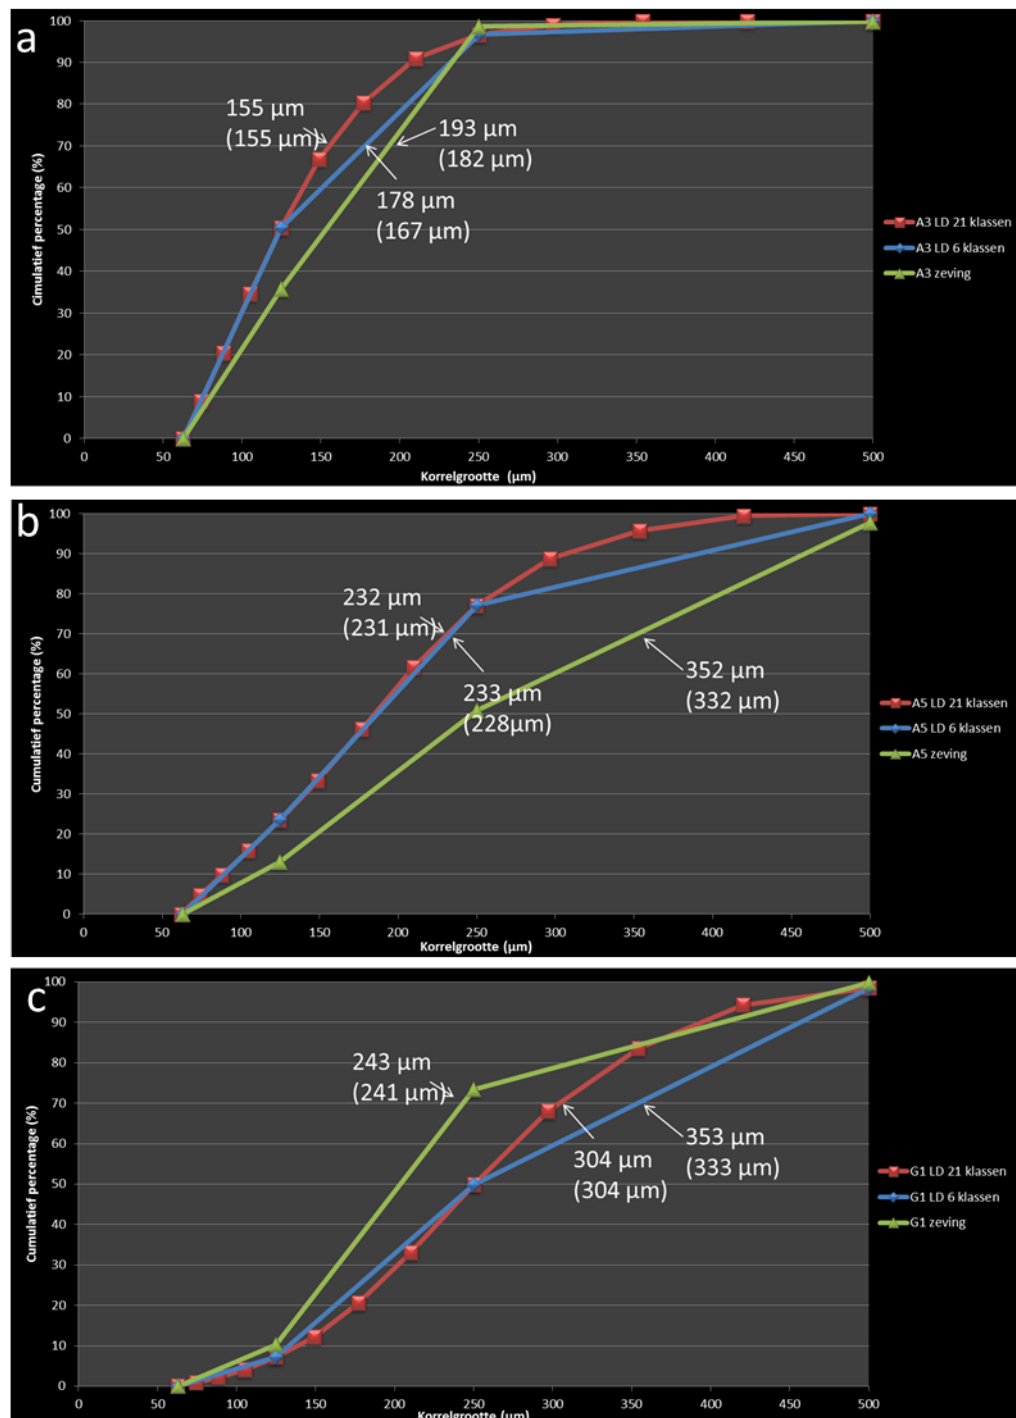 a
Cimulatief percentage (%)
100
90
80
70
60
50
40
30
20
10
0
155 µm
(155 µm)
193 µm
(182 µm)
178 µm
(167 µm)
0 50 100 150 200 250 300 350 400 450 500
Korrelgrootte (µm)
A3 LD 21 klassen
A3 LD 6 klassen
A3 zeving
b
Cumulatief percentage (%)
100
90
80
70
60
50
40
30
20
10
0
232 µm
(231 µm)
233 µm
(228µm)
352 µm
(332 µm)
0 50 100 150 200 250 300 350 400 450 500
Korrelgrootte (µm)
A5 LD 21 klassen
A5 LD 6 klassen
A5 zeving
c
Cumulatief percentage (%)
100
90
80
70
60
50
40
30
20
10
0
243 µm
(241 µm)
304 µm
(304 µm)
353 µm
(333 µm)
0 50 100 150 200 250 300 350 400 450 500
Korrelgrootte (µm)
G1 LD 21 klassen
G1 LD 6 klassen
G1 zeving